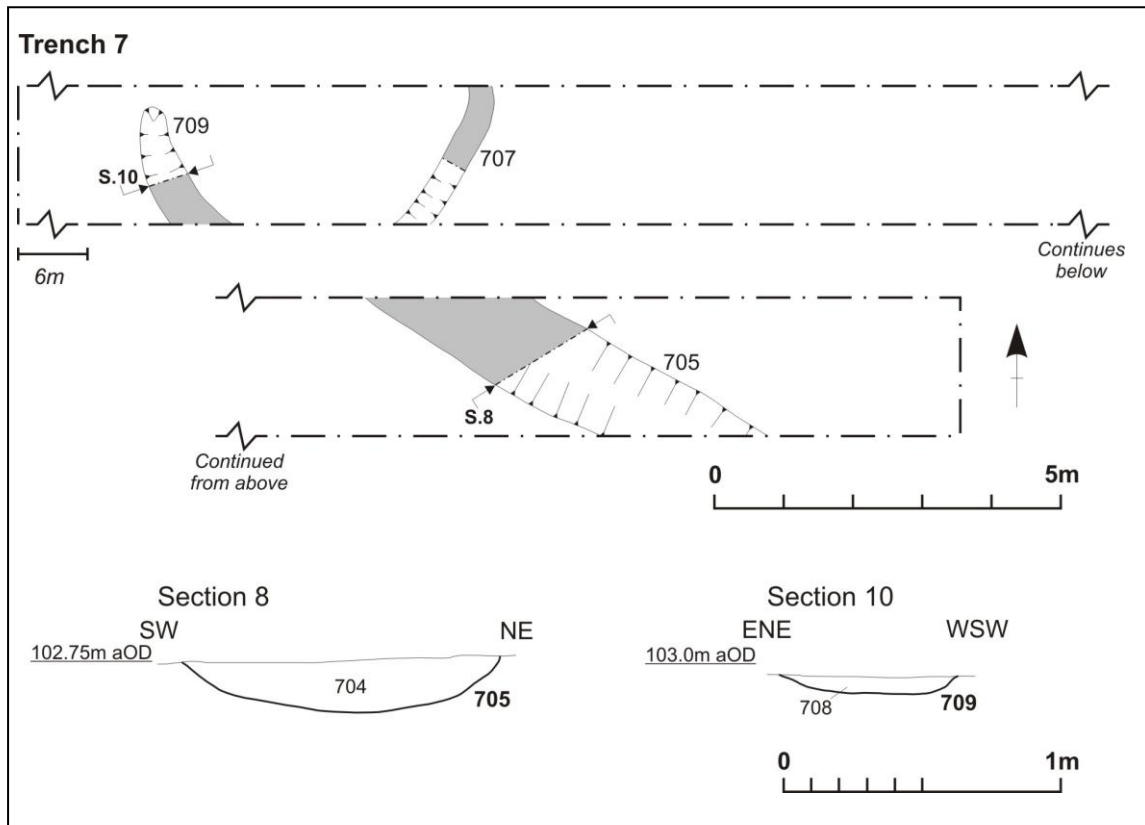 Trench 7
709
707
S.10
6m
Continues
below
705
S.8
Continued
from above
0 5m
Section 8
SW NE
102.75m aOD
704
705
Section 10
ENE WSW
103.0m aOD
708
709
0 1m